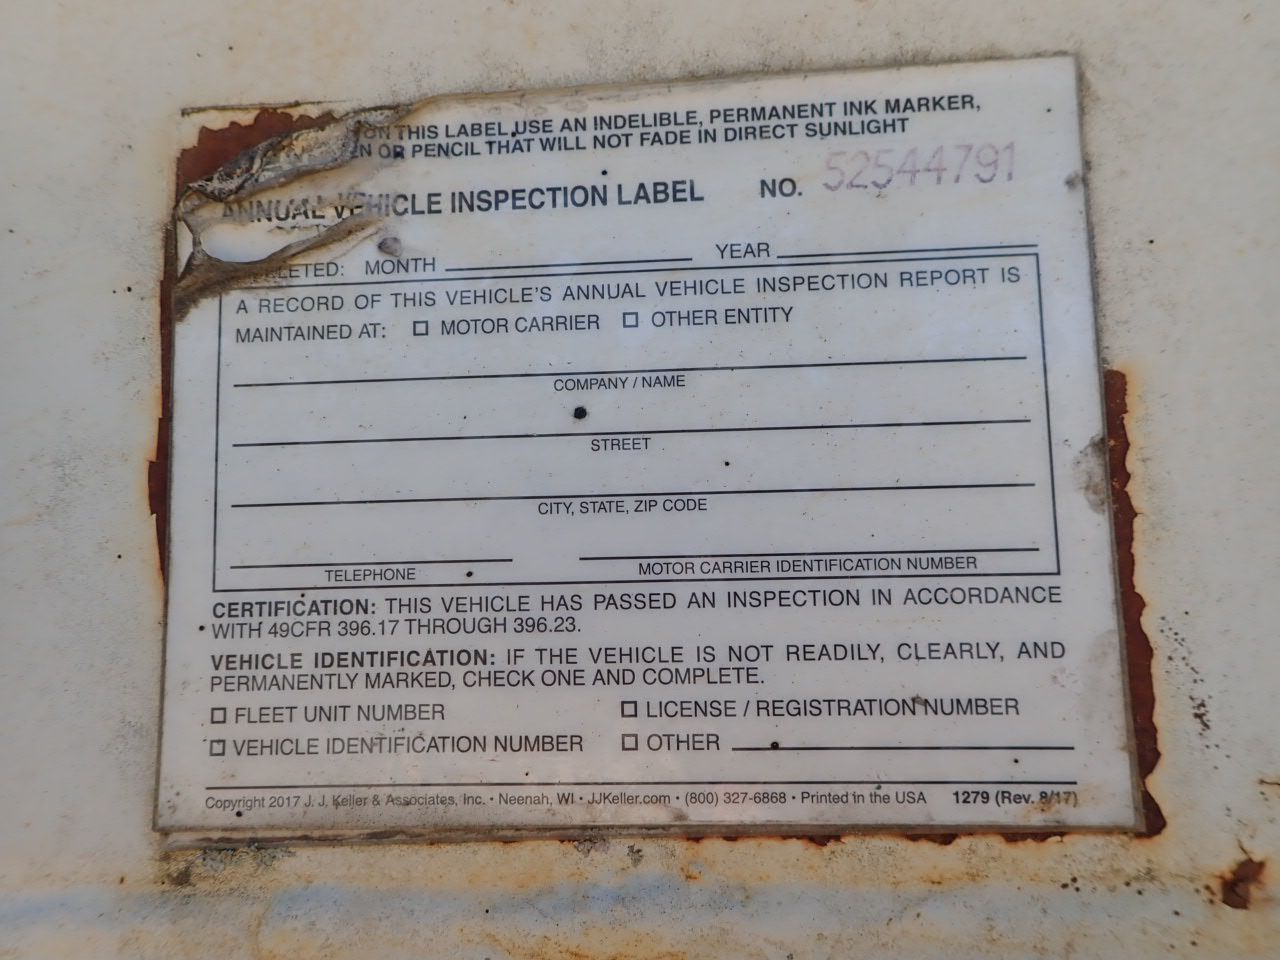 ON THIS LABEL USE AN INDELIBLE, PERMANENT INK MARKER,
OR PENCIL THAT WILL NOT FADE IN DIRECT SUNLIGHT
ANNUAL VEHICLE INSPECTION LABEL NO. 52544791
MONTH YEAR
A RECORD OF THIS VEHICLE'S ANNUAL VEHICLE INSPECTION REPORT IS
MAINTAINED AT: ☐ MOTOR CARRIER ☐ OTHER ENTITY
COMPANY / NAME
STREET
CITY, STATE, ZIP CODE
TELEPHONE MOTOR CARRIER IDENTIFICATION NUMBER
CERTIFICATION: THIS VEHICLE HAS PASSED AN INSPECTION IN ACCORDANCE
WITH 49CFR 396.17 THROUGH 396.23.
VEHICLE IDENTIFICATION: IF THE VEHICLE IS NOT READILY, CLEARLY, AND
PERMANENTLY MARKED, CHECK ONE AND COMPLETE.
☐ FLEET UNIT NUMBER ☐ LICENSE / REGISTRATION NUMBER
☐ VEHICLE IDENTIFICATION NUMBER ☐ OTHER
Copyright 2017 J. J. Keller & Associates, Inc. • Neenah, WI • JJKeller.com • (800) 327-6868 • Printed in the USA 1279 (Rev. 8/17)